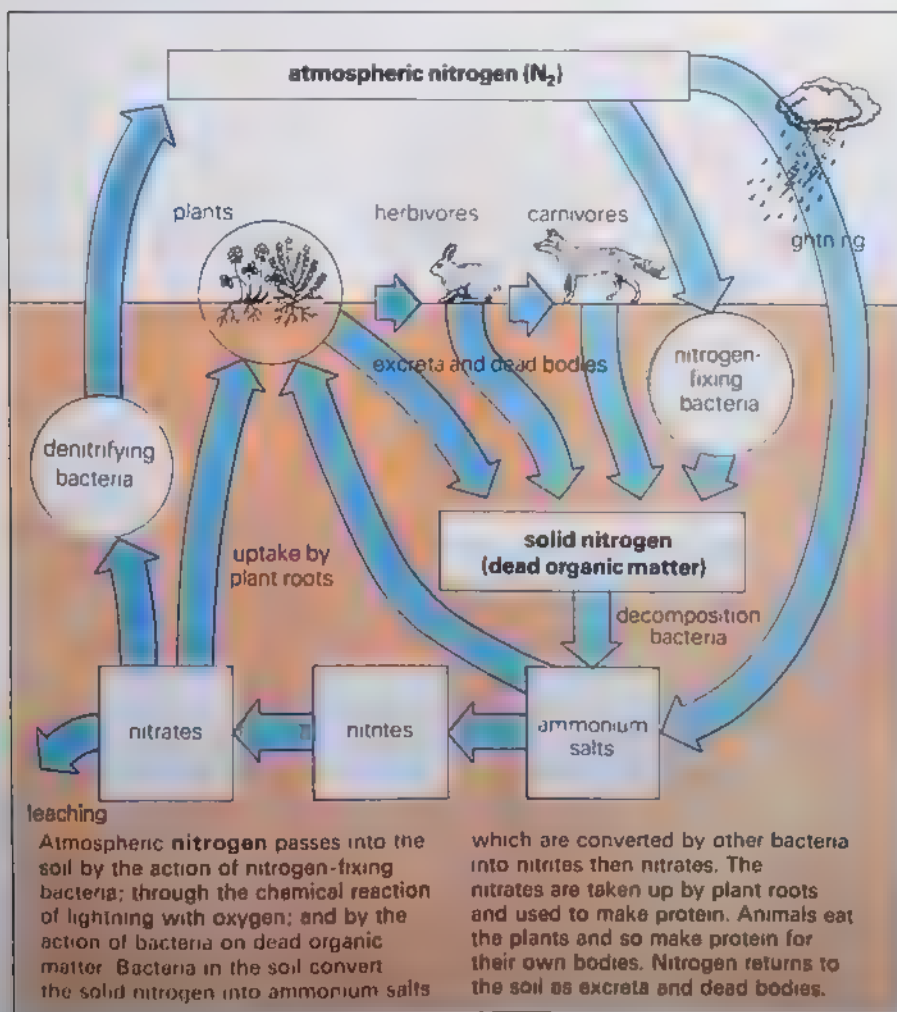 atmospheric nitrogen (N₂)
plants
herbivores
carnivores
ghtning
excreta and dead bodies
nitrogen-
fixing
bacteria
denitrifying
bacteria
uptake by
plant roots
solid nitrogen
(dead organic matter)
decomposition
bacteria
nitrates
nitrites
ammonium
salts
leaching
Atmospheric nitrogen passes into the
soil by the action of nitrogen-fixing
bacteria; through the chemical reaction
of lightning with oxygen; and by the
action of bacteria on dead organic
matter Bacteria in the soil convert
the solid nitrogen into ammonium salts
which are converted by other bacteria
into nitrites then nitrates. The
nitrates are taken up by plant roots
and used to make protein. Animals eat
the plants and so make protein for
their own bodies. Nitrogen returns to
the soil as excreta and dead bodies.